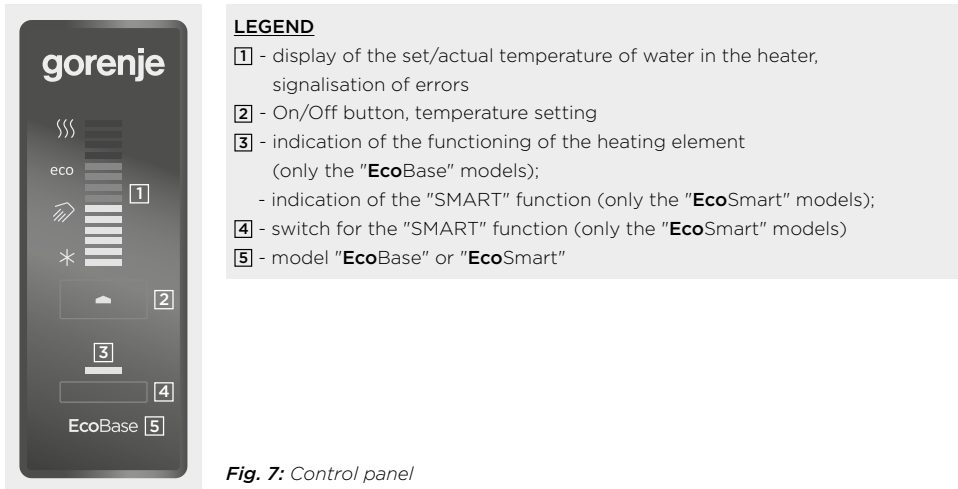 gorenje
eco
1
2
3
4
EcoBase 5
LEGEND
1 - display of the set/actual temperature of water in the heater,
signalisation of errors
2 - On/Off button, temperature setting
3 - indication of the functioning of the heating element
(only the "EcoBase" models);
- indication of the "SMART" function (only the "EcoSmart" models);
4 - switch for the "SMART" function (only the "EcoSmart" models)
5 - model "EcoBase" or "EcoSmart"
Fig. 7: Control panel